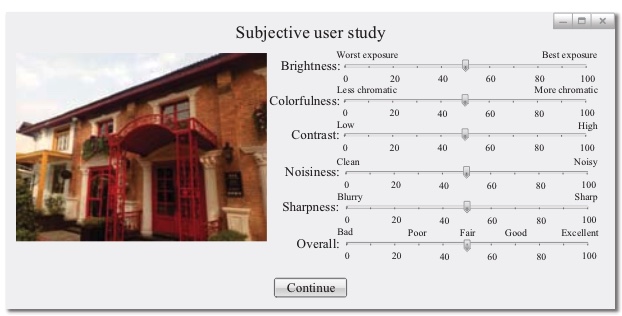 Subjective user study
Worst exposure Best exposure
Brightness:
0 20 40 60 80 100
Less chromatic More chromatic
Colorfulness:
0 20 40 60 80 100
Low High
Contrast:
0 20 40 60 80 100
Clean Noisy
Noisiness:
0 20 40 60 80 100
Blurry Sharp
Sharpness:
0 20 40 60 80 100
Bad Poor Fair Good Excellent
Overall:
0 20 40 60 80 100
Continue